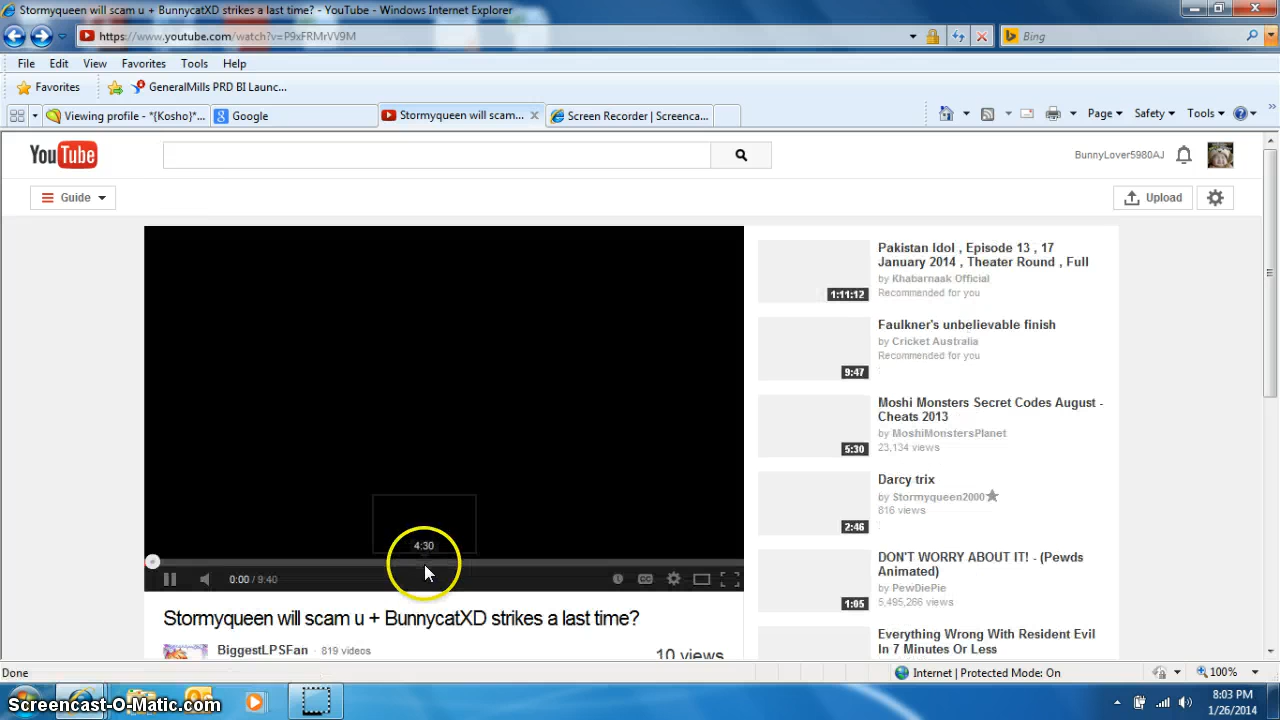 Stormyqueen will scam u + BunnycatXD strikes a last time? - YouTube - Windows Internet Explorer
https://www.youtube.com/watch?v=P9xFRMrVV9M
Bing
File Edit View Favorites Tools Help
Favorites GeneralMills PRD BI Launc...
Viewing profile - *{Kosho}*... Google Stormyqueen will scam... Screen Recorder | Screenca... Page Safety Tools
YouTube
BunnyLover5980AJ
Guide
Upload
Pakistan Idol , Episode 13 , 17
January 2014 , Theater Round , Full
by Khabarnaak Official
Recommended for you
1:11:12
Faulkner's unbelievable finish
by Cricket Australia
Recommended for you
9:47
Moshi Monsters Secret Codes August -
Cheats 2013
by MoshiMonstersPlanet
23,134 views
5:30
Darcy trix
by Stormyqueen2000
816 views
2:46
DON'T WORRY ABOUT IT! - (Pewds
Animated)
by PewDiePie
5,495,266 views
1:05
Everything Wrong With Resident Evil
In 7 Minutes Or Less
4:30
0:00 / 9:40
CC
Stormyqueen will scam u + BunnycatXD strikes a last time?
BiggestLPSFan · 819 videos
10 views
Done
Internet | Protected Mode: On
100%
Screencast-O-Matic.com
8:03 PM
1/26/2014